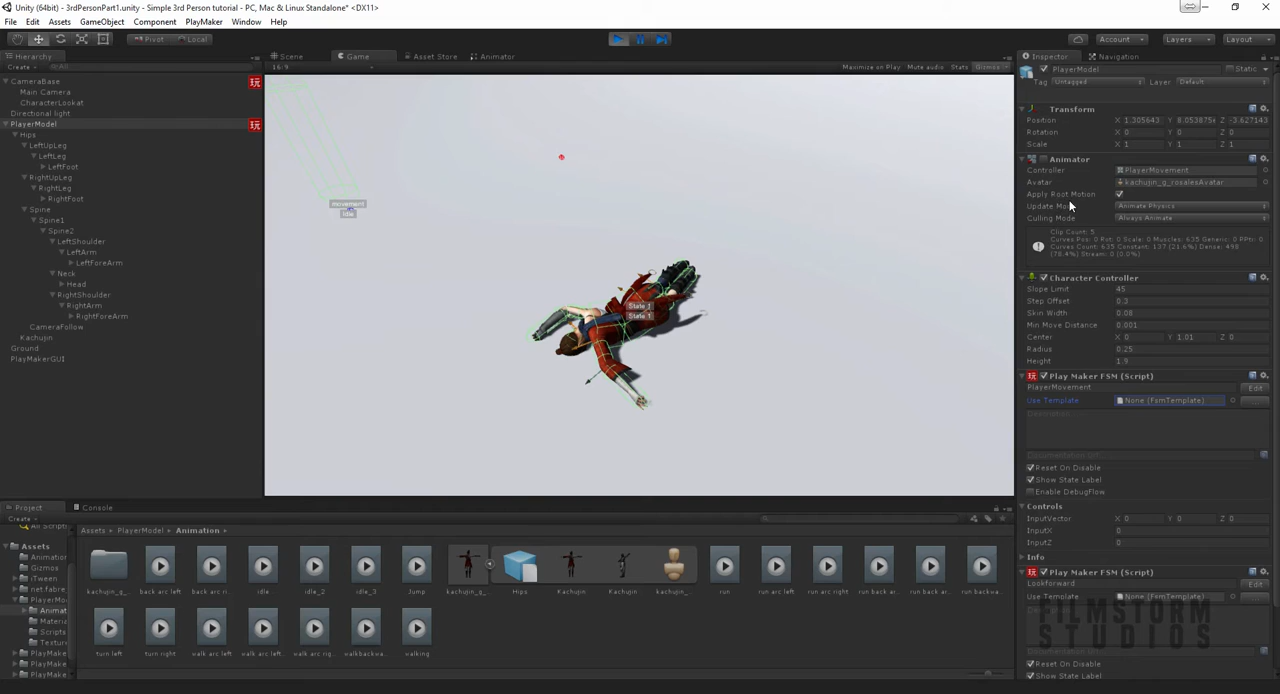 Unity (64bit) - 3rdPersonPart1.unity - Simple 3rd Person tutorial - PC, Mac & Linux Standalone* <DX11>
File Edit Assets GameObject Component PlayMaker Window Help
Pivot Local Account Layers Layout
Hierarchy Scene Game Asset Store Animator Inspector Navigation
Create All 16:9 Maximize on Play Mute audio Stats Gizmos PlayerModel Static
CameraBase Tag Untagged Layer Default
Main Camera
CharacterLookat
Directional light
PlayerModel
Hips
LeftUpLeg
LeftLeg
LeftFoot
RightUpLeg
RightLeg
RightFoot
Spine
Spine1
Spine2
LeftShoulder
LeftArm
LeftForeArm
Neck
Head
RightShoulder
RightArm
RightForeArm
CameraFollow
Kachujin
Ground
PlayMakerGUI
movement
Idle
State 1
State 1
Transform
Position X 1.305643 Y 8.053875e Z -3.627143
Rotation X 0 Y 0 Z 0
Scale X 1 Y 1 Z 1
Animator
Controller PlayerMovement
Avatar kachujin_g_rosalesAvatar
Apply Root Motion
Update Mo Animate Physics
Culling Mode Always Animate
Clip Count: 5
Curves Pos: 0 Rot: 0 Scale: 0 Muscles: 635 Generic: 0 PPtr: 0
Curves Count: 635 Constant: 137 (21.6%) Dense: 498
(78.4%) Stream: 0 (0.0%)
Character Controller
Slope Limit 45
Step Offset 0.3
Skin Width 0.08
Min Move Distance 0.001
Center X 0 Y 1.01 Z 0
Radius 0.25
Height 1.9
Play Maker FSM (Script)
PlayerMovement Edit
Use Template None (FsmTemplate)
Reset On Disable
Show State Label
Enable DebugFlow
Controls
InputVector X 0 Y 0 Z 0
InputX 0
InputZ 0
Info
Play Maker FSM (Script)
Lookforward Edit
Use Template None (FsmTemplate)
Reset On Disable
Show State Label
Project Console
Create
Assets PlayerModel Animation
All Scripts
Assets
Animation
Gizmos
iTween
net.fabre
PlayerMo
Animat
Materia
Scripts
Texture
PlayMake
PlayMake
PlayMake
kachujin_g_... back arc left back arc ri... idle idle_2 idle_3 Jump kachujin_g... Hips Kachujin Kachujin kachujin_... run run arc left run arc right run back ar... run back ar... run backwa...
turn left turn right walk arc left walk arc left... walk arc rig... walkbackwa... walking
FILMSTORM
STUDIOS